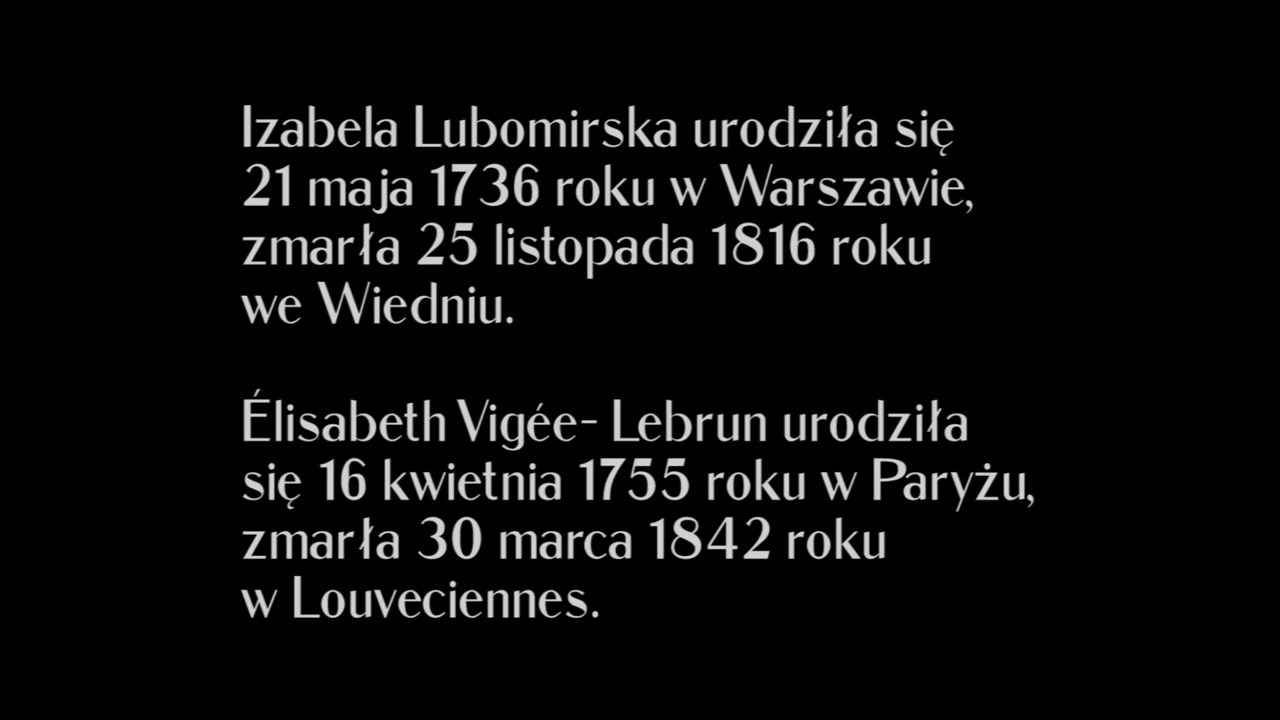 Izabela Lubomirska urodziła się
21 maja 1736 roku w Warszawie,
zmarła 25 listopada 1816 roku
we Wiedniu.
Élisabeth Vigée- Lebrun urodziła
się 16 kwietnia 1755 roku w Paryżu,
zmarła 30 marca 1842 roku
w Louveciennes.